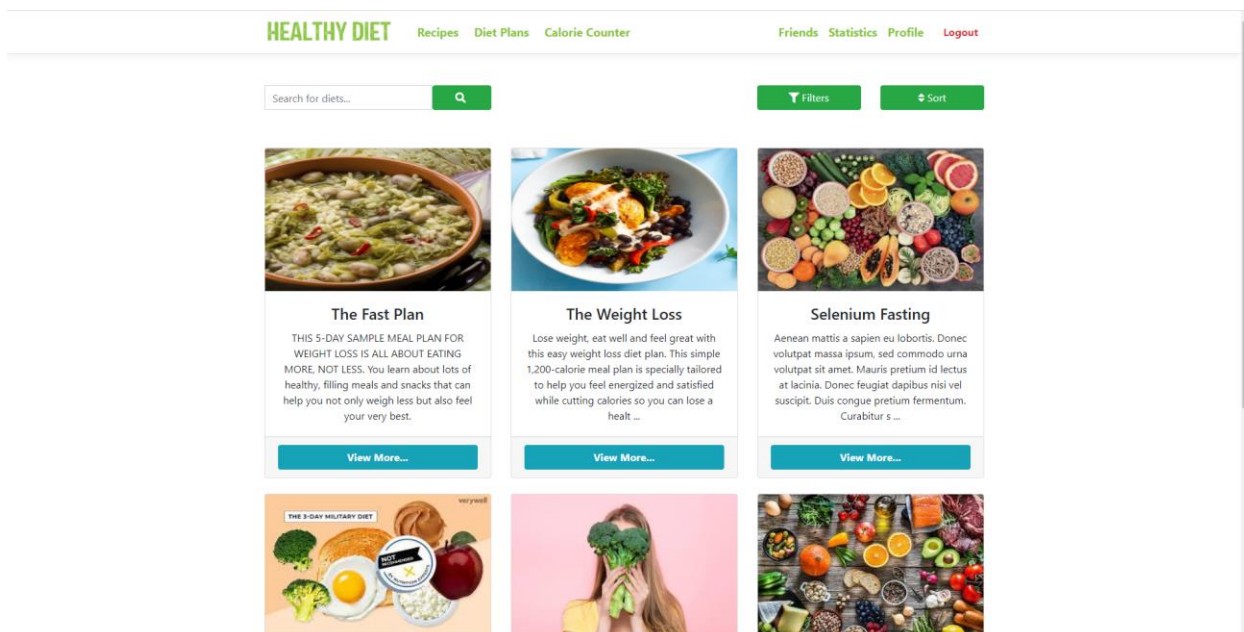 HEALTHY DIET Recipes Diet Plans Calorie Counter Friends Statistics Profile Logout
Search for diets... Filters Sort
The Fast Plan
THIS 5-DAY SAMPLE MEAL PLAN FOR
WEIGHT LOSS IS ALL ABOUT EATING
MORE, NOT LESS. You learn about lots of
healthy, filling meals and snacks that can
help you not only weigh less but also feel
your very best.
View More...
The Weight Loss
Lose weight, eat well and feel great with
this easy weight loss diet plan. This simple
1,200-calorie meal plan is specially tailored
to help you feel energized and satisfied
while cutting calories so you can lose a
healt ...
View More...
Selenium Fasting
Aenean mattis a sapien eu lobortis. Donec
volutpat massa ipsum, sed commodo urna
volutpat sit amet. Mauris pretium id lectus
at lacinia. Donec feugiat dapibus nisi vel
suscipit. Duis congue pretium fermentum.
Curabitur s ...
View More...
verywell
THE 3-DAY MILITARY DIET
NOT
RECOMMENDED
BY NUTRITION EXPERTS